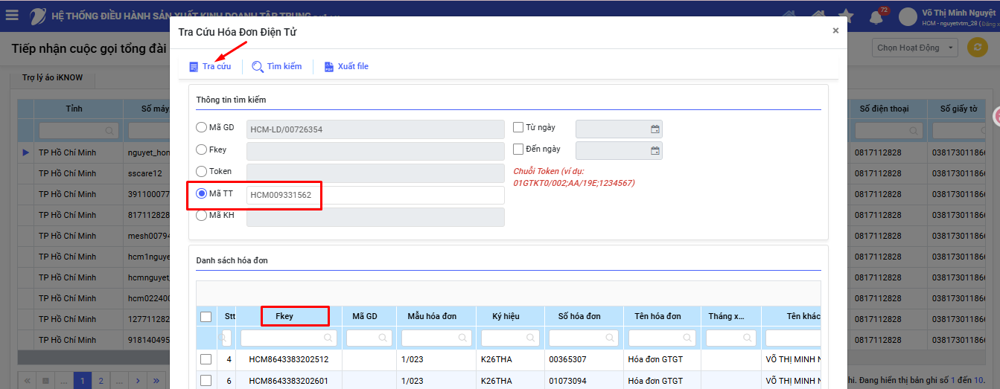 HỆ THỐNG ĐIỀU HÀNH SẢN XUẤT KINH DOANH TẬP TRUNG
72
Võ Thị Minh Nguyệt
HCM - nguyetvtm_28 (Đăng x
Tra Cứu Hóa Đơn Điện Tử ×
Tiếp nhận cuộc gọi tổng đài
Chọn Hoạt Động
Tra cứu Tìm kiếm Xuất file
Trợ lý áo iKNOW
Thông tin tìm kiếm
Tỉnh Số máy Số điện thoại Số giấy tờ
Mã GD HCM-LD/00726354 Từ ngày
Fkey Đến ngày
Token Chuỗi Token (ví dụ:
01GTKT0/002;AA/19E;1234567)
Mã TT HCM009331562
Mã KH
TP Hồ Chí Minh nguyet_hon 0817112828 03817301186
TP Hồ Chí Minh sscare12 0817112828 03817301186
TP Hồ Chí Minh 391100077 0817112828 03817301186
TP Hồ Chí Minh 817112828 0817112828 03817301186
TP Hồ Chí Minh mesh00794 0817112828 03817301186
TP Hồ Chí Minh hcm1nguye 0817112828 03817301186
TP Hồ Chí Minh hcmnguyet_ 0817112828 03817301186
TP Hồ Chí Minh hcm022400 0817112828 03817301186
TP Hồ Chí Minh 127711282 0817112828 03817301186
TP Hồ Chí Minh 918140495 0817112828 03817301186
Danh sách hóa đơn
Stt Fkey Mã GD Mẫu hóa đơn Ký hiệu Số hóa đơn Tên hóa đơn Tháng x... Tên khác
4 HCM8643383202512 1/023 K26THA 00365307 Hóa đơn GTGT VÕ THỊ MINH N
6 HCM8643383202601 1/023 K26THA 01073094 Hóa đơn GTGT VÕ THỊ MINH N
« ... 1 2 ... › »
hi. Đang hiển thị bản ghi số 1 đến 10.